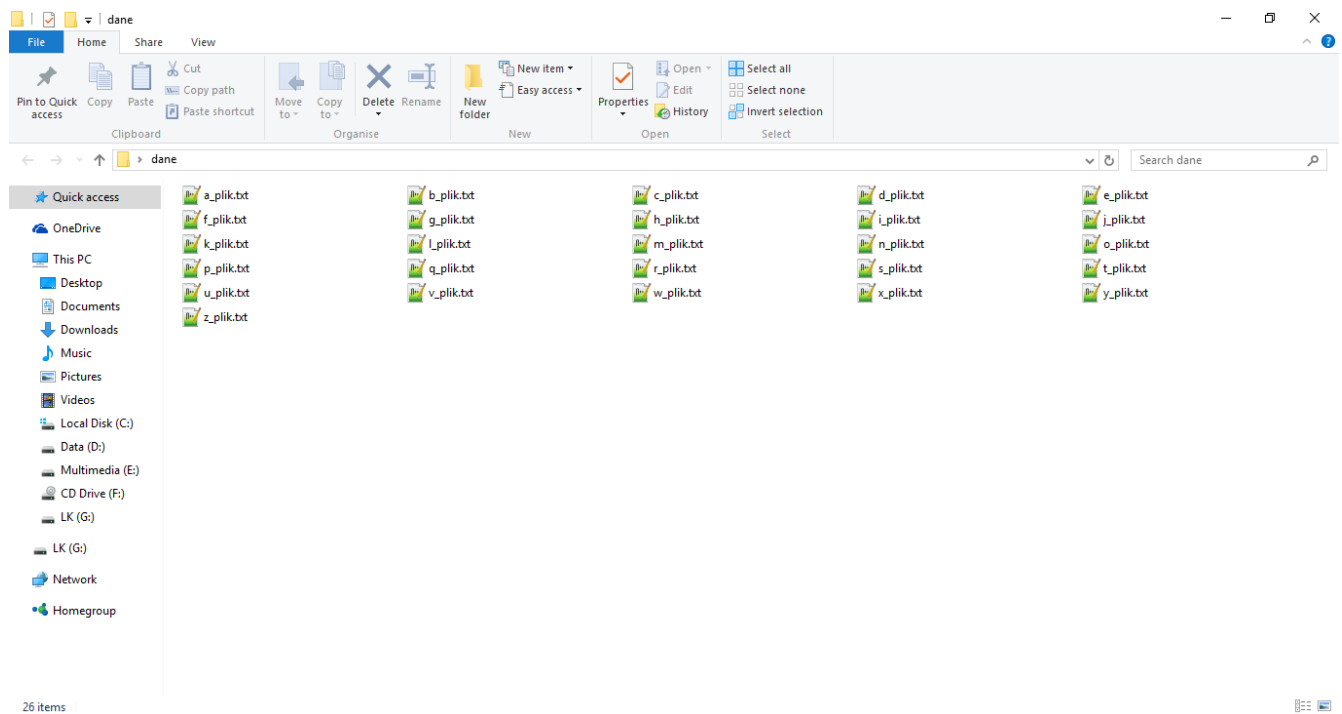 dane
File Home Share View
Pin to Quick access
Copy
Paste
Cut
Copy path
Paste shortcut
Move to
Copy to
Delete
Rename
New folder
New item
Easy access
Properties
Open
Edit
History
Select all
Select none
Invert selection
Clipboard Organise New Open Select
dane
Search dane
Quick access
OneDrive
This PC
Desktop
Documents
Downloads
Music
Pictures
Videos
Local Disk (C:)
Data (D:)
Multimedia (E:)
CD Drive (F:)
LK (G:)
LK (G:)
Network
Homegroup
a_plik.txt b_plik.txt c_plik.txt d_plik.txt e_plik.txt
f_plik.txt g_plik.txt h_plik.txt i_plik.txt j_plik.txt
k_plik.txt l_plik.txt m_plik.txt n_plik.txt o_plik.txt
p_plik.txt q_plik.txt r_plik.txt s_plik.txt t_plik.txt
u_plik.txt v_plik.txt w_plik.txt x_plik.txt y_plik.txt
z_plik.txt
26 items